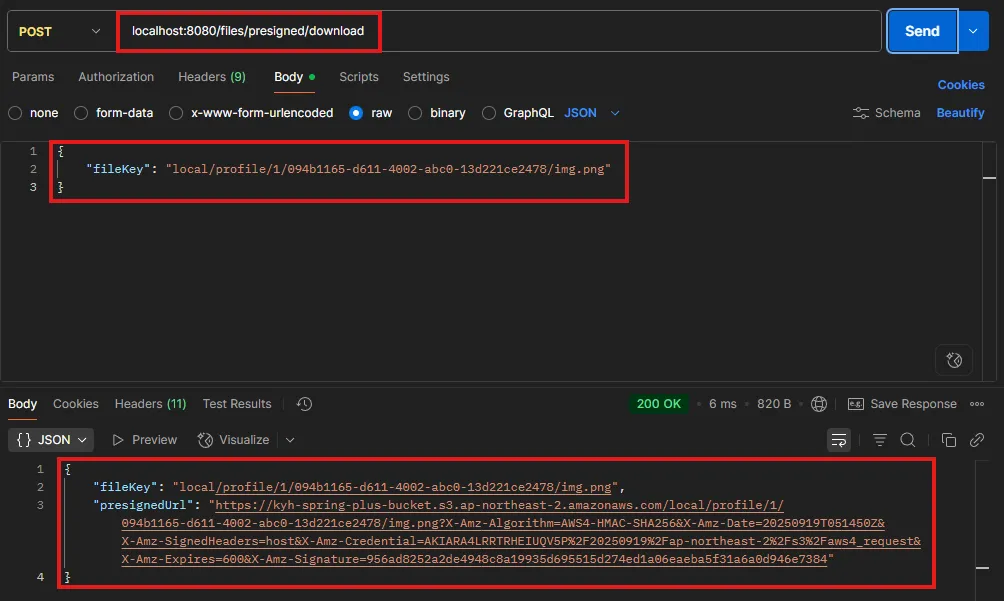 POST localhost:8080/files/presigned/download Send
Params Authorization Headers (9) Body Scripts Settings Cookies
none form-data x-www-form-urlencoded raw binary GraphQL JSON Schema Beautify
1 {
2 "fileKey": "local/profile/1/094b1165-d611-4002-abc0-13d221ce2478/img.png"
3 }
Body Cookies Headers (11) Test Results 200 OK • 6 ms • 820 B • e.g. Save Response
{} JSON Preview Visualize
1 {
2 "fileKey": "local/profile/1/094b1165-d611-4002-abc0-13d221ce2478/img.png",
3 "presignedUrl": "https://kyh-spring-plus-bucket.s3.ap-northeast-2.amazonaws.com/local/profile/1/
094b1165-d611-4002-abc0-13d221ce2478/img.png?X-Amz-Algorithm=AWS4-HMAC-SHA256&X-Amz-Date=20250919T051450Z&
X-Amz-SignedHeaders=host&X-Amz-Credential=AKIARA4LRRTRHEIUQV5P%2F20250919%2Fap-northeast-2%2Fs3%2Faws4_request&
X-Amz-Expires=600&X-Amz-Signature=956ad8252a2de4948c8a19935d695515d274ed1a06eaeba5f31a6a0d946e7384"
4 }